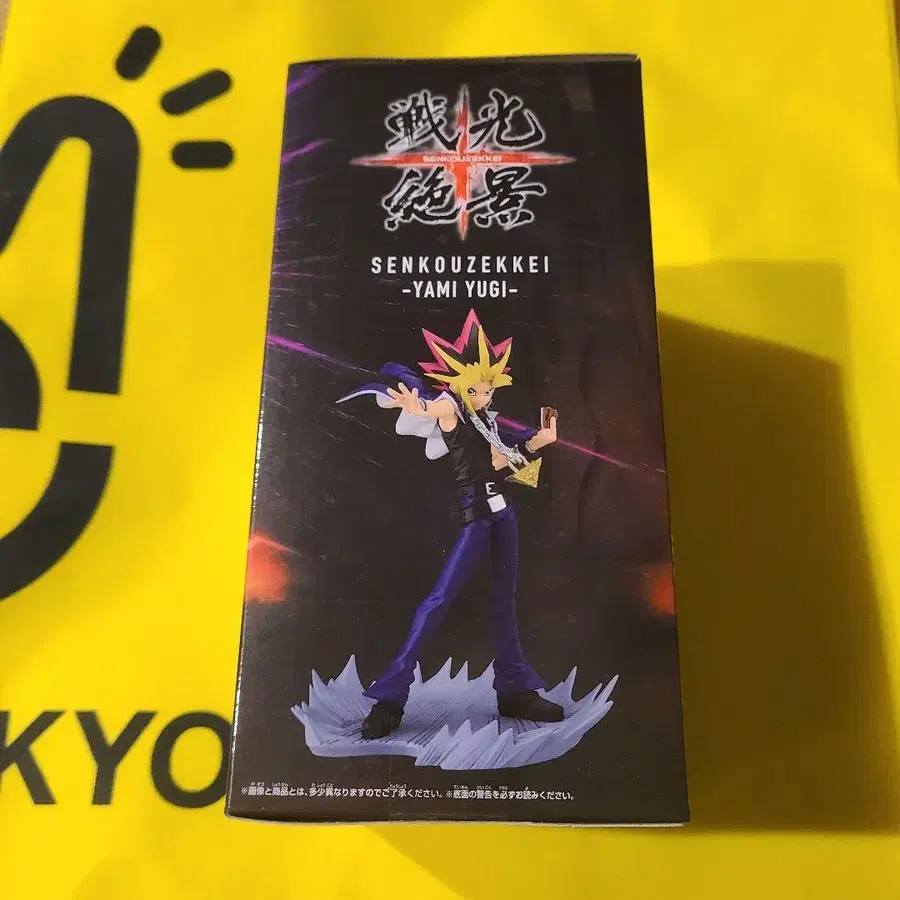 戦光
SENKOUZEKKEI
絶景
SENKOUZEKKEI
-YAMI YUGI-
KYO
※画像と商品とは、多少異なりますのでご了承ください。※底面の警告を必ずお読みください。